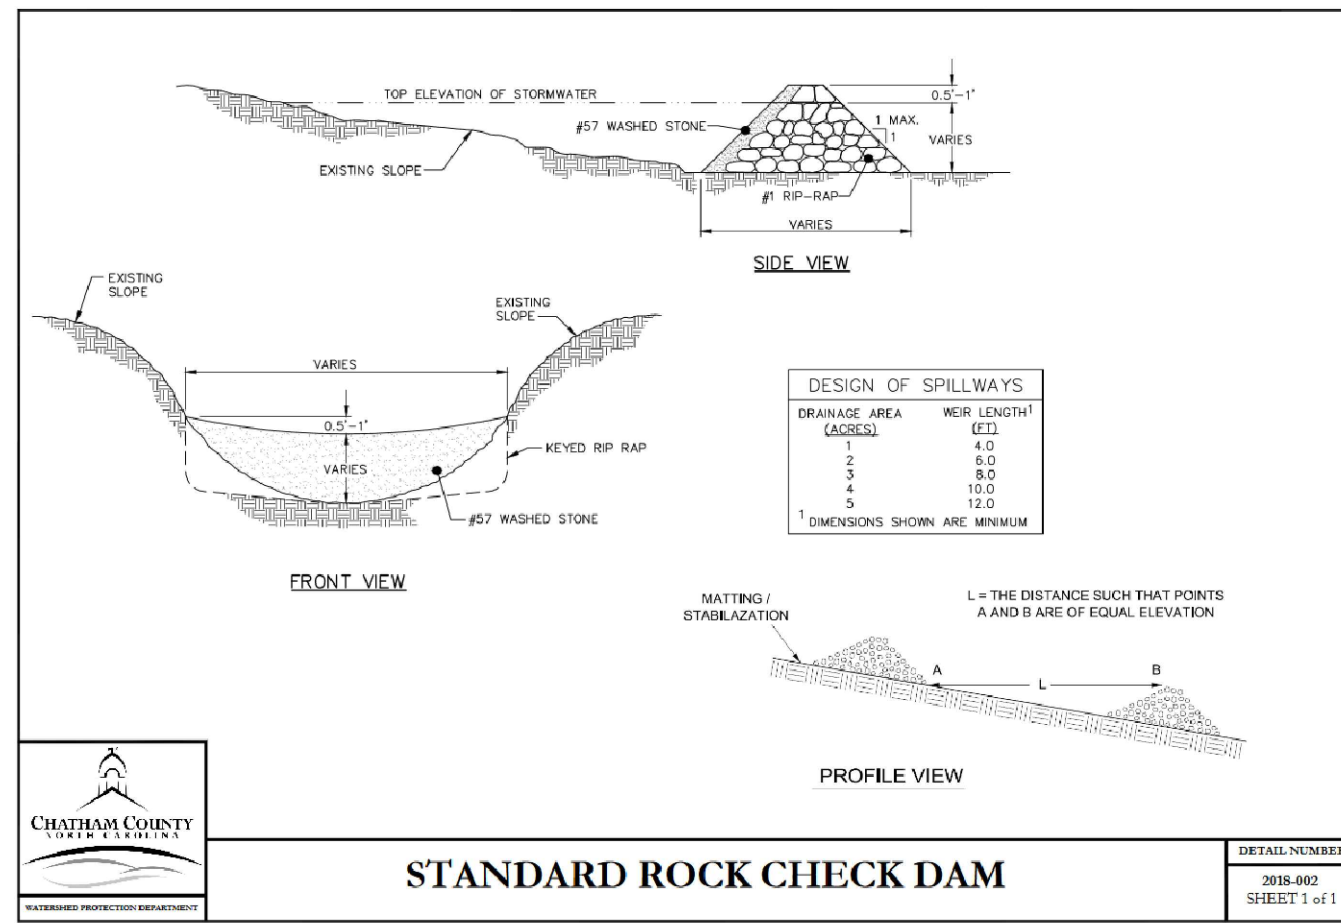 TOP ELEVATION OF STORMWATER
0.5'-1'
#57 WASHED STONE
1 MAX.
1
VARIES
EXISTING SLOPE
#1 RIP-RAP
VARIES
SIDE VIEW
EXISTING
SLOPE
EXISTING
SLOPE
VARIES
0.5'-1'
KEYED RIP RAP
VARIES
#57 WASHED STONE
FRONT VIEW
DESIGN OF SPILLWAYS
DRAINAGE AREA WEIR LENGTH1
(ACRES) (FT)
1 4.0
2 6.0
3 8.0
4 10.0
5 12.0
1 DIMENSIONS SHOWN ARE MINIMUM
MATTING /
STABILAZATION
L = THE DISTANCE SUCH THAT POINTS
A AND B ARE OF EQUAL ELEVATION
A
B
L
PROFILE VIEW
CHATHAM COUNTY
NORTH CAROLINA
WATERSHED PROTECTION DEPARTMENT
STANDARD ROCK CHECK DAM
DETAIL NUMBER
2018-002
SHEET 1 of 1